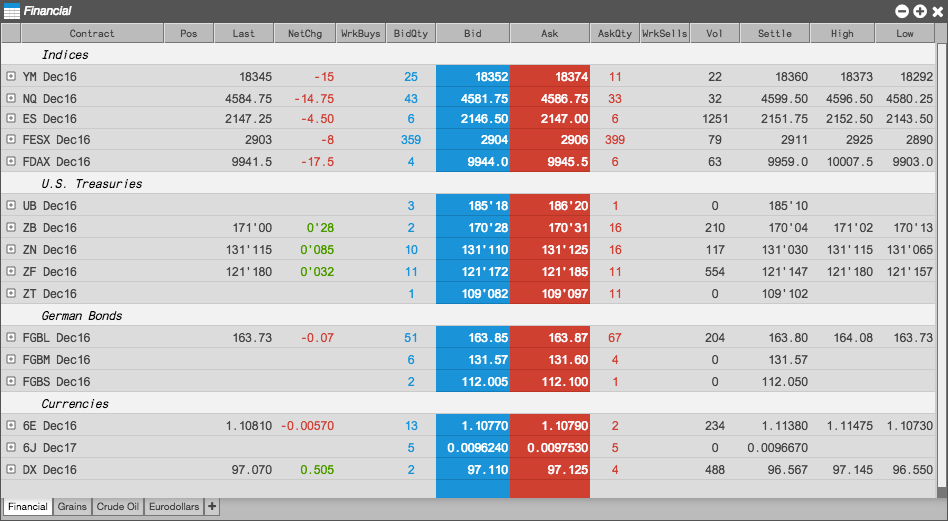 Financial
Contract Pos Last NetChg WrkBuys BidQty Bid Ask AskQty WrkSells Vol Settle High Low
Indices
YM Dec16 18345 -15 25 18352 18374 11 22 18360 18373 18292
NQ Dec16 4584.75 -14.75 43 4581.75 4586.75 33 32 4599.50 4596.50 4580.25
ES Dec16 2147.25 -4.50 6 2146.50 2147.00 6 1251 2151.75 2152.50 2143.50
FESX Dec16 2903 -8 359 2904 2906 399 79 2911 2925 2890
FDAX Dec16 9941.5 -17.5 4 9944.0 9945.5 6 63 9959.0 10007.5 9903.0
U.S. Treasuries
UB Dec16 3 185'18 186'20 1 0 185'10
ZB Dec16 171'00 0'28 2 170'28 170'31 16 210 170'04 171'02 170'13
ZN Dec16 131'115 0'085 10 131'110 131'125 16 117 131'030 131'115 131'065
ZF Dec16 121'180 0'032 11 121'172 121'185 11 554 121'147 121'180 121'157
ZT Dec16 1 109'082 109'097 11 0 109'102
German Bonds
FGBL Dec16 163.73 -0.07 51 163.85 163.87 67 204 163.80 164.08 163.73
FGBM Dec16 6 131.57 131.60 4 0 131.57
FGBS Dec16 2 112.005 112.100 1 0 112.050
Currencies
6E Dec16 1.10810 -0.00570 13 1.10770 1.10790 2 234 1.11380 1.11475 1.10730
6J Dec17 5 0.0096240 0.0097530 5 0 0.0096670
DX Dec16 97.070 0.505 2 97.110 97.125 4 488 96.567 97.145 96.550
Financial Grains Crude Oil Eurodollars +